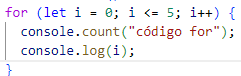 for (let i = 0; i <= 5; i++) {
  console.count("código for");
  console.log(i);
}